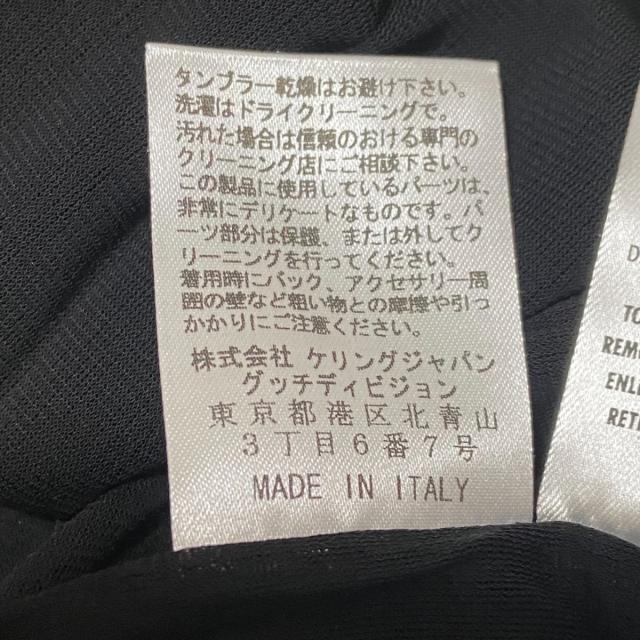 タンブラー乾燥はお避け下さい。
洗濯はドライクリーニングで。
汚れた場合は信頼のおける専門の
クリーニング店にご相談下さい。
この製品に使用しているパーツは、
非常にデリケートなものです。パ
ーツ部分は保護、または外してク
リーニングを行ってください。
着用時にバック、アクセサリー周
囲の壁など粗い物との摩擦や引っ
かかりにご注意ください。
株式会社 ケリングジャパン
グッチディビジョン
東京都港区北青山
3丁目6番7号
MADE IN ITALY
D
TO
REM
ENL
RET